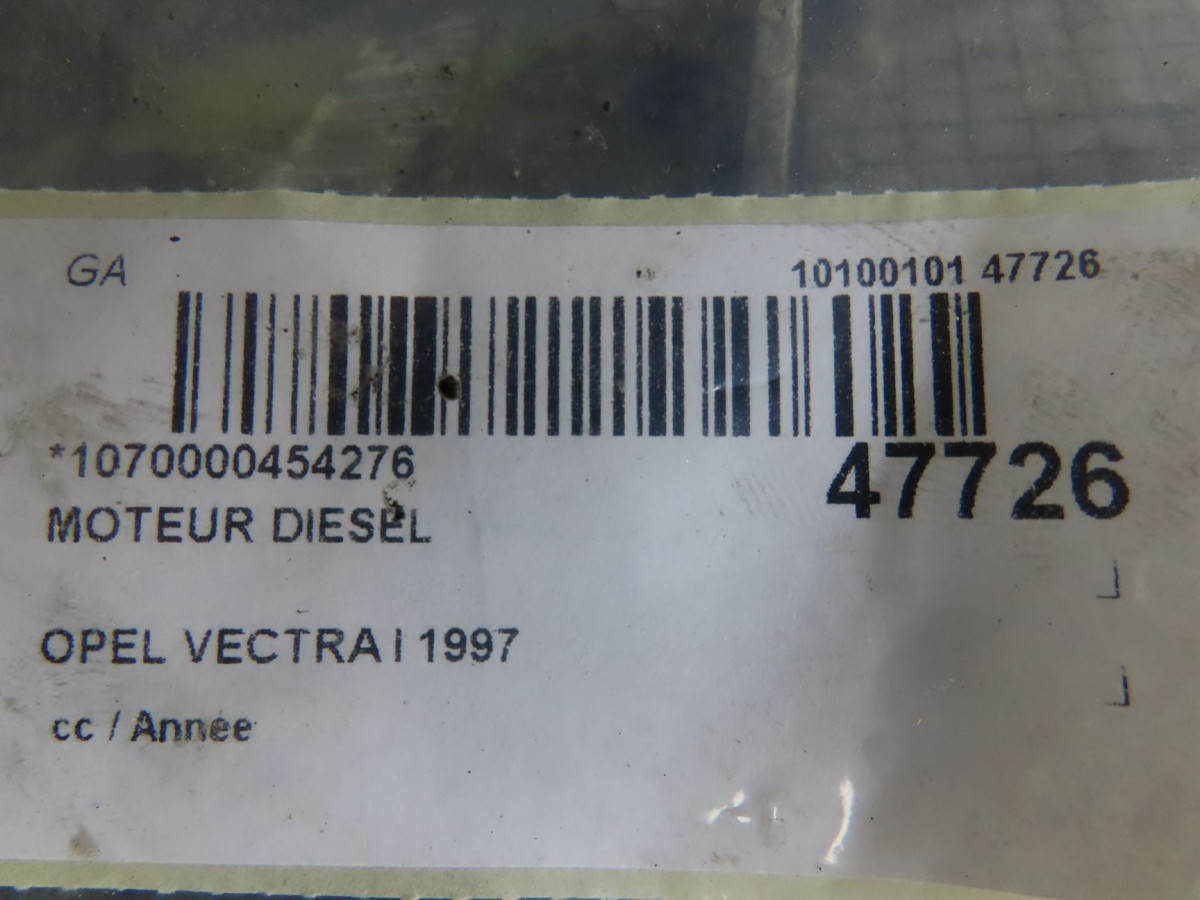 GA
10100101 47726
*1070000454276
47726
MOTEUR DIESEL
OPEL VECTRA I 1997
cc / Année